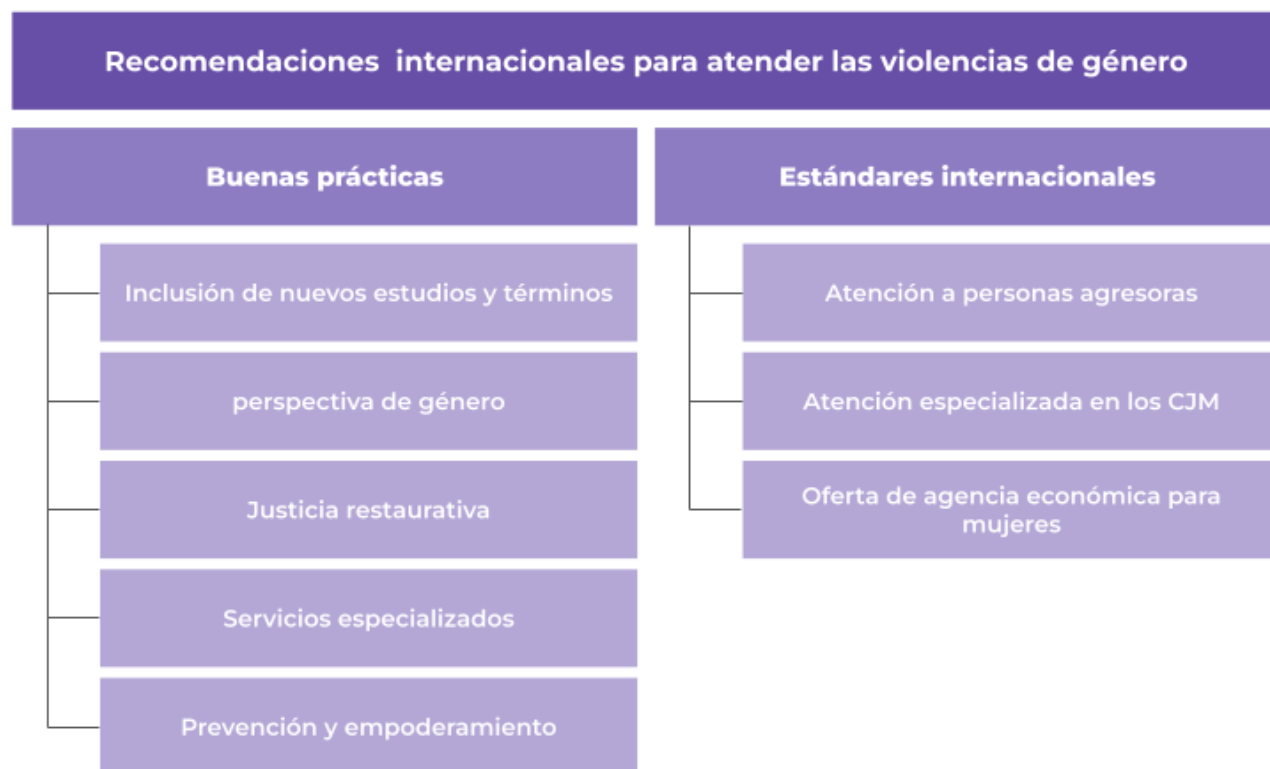 Recomendaciones internacionales para atender las violencias de género
Buenas prácticas
Inclusión de nuevos estudios y términos
perspectiva de género
Justicia restaurativa
Servicios especializados
Prevención y empoderamiento
Estándares internacionales
Atención a personas agresoras
Atención especializada en los CJM
Oferta de agencia económica para
mujeres